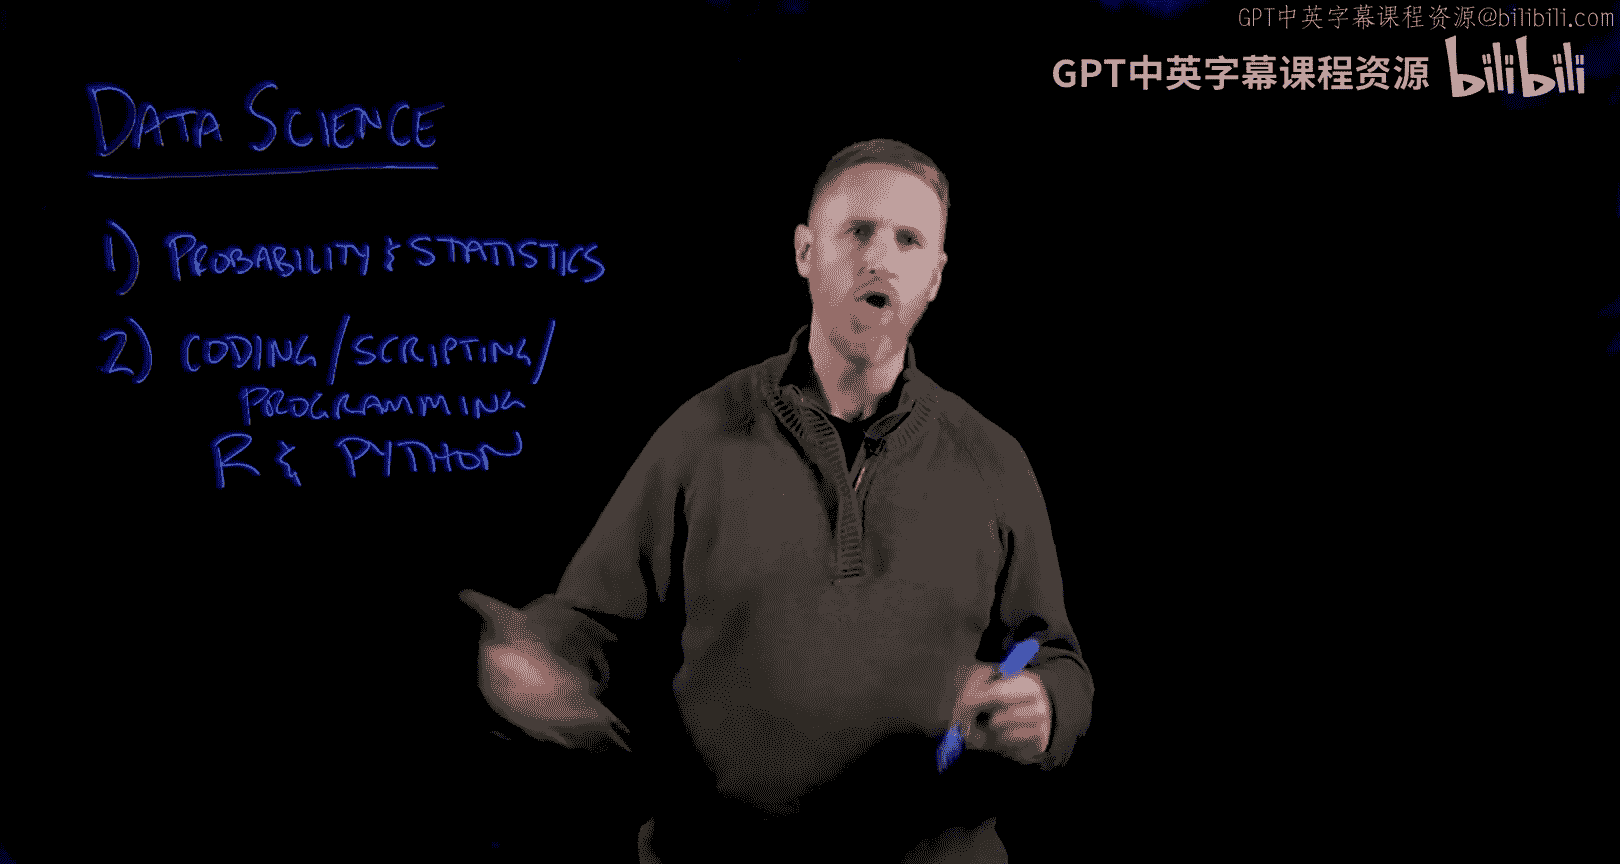 GPT中英字幕课程资源@bilibili.com
GPT中英字幕课程资源 bilibili
DATA SCIENCE
1) PROBABILITY & STATISTICS
2) CODING/SCRIPTING/
PROGRAMMING
R & PYTHON